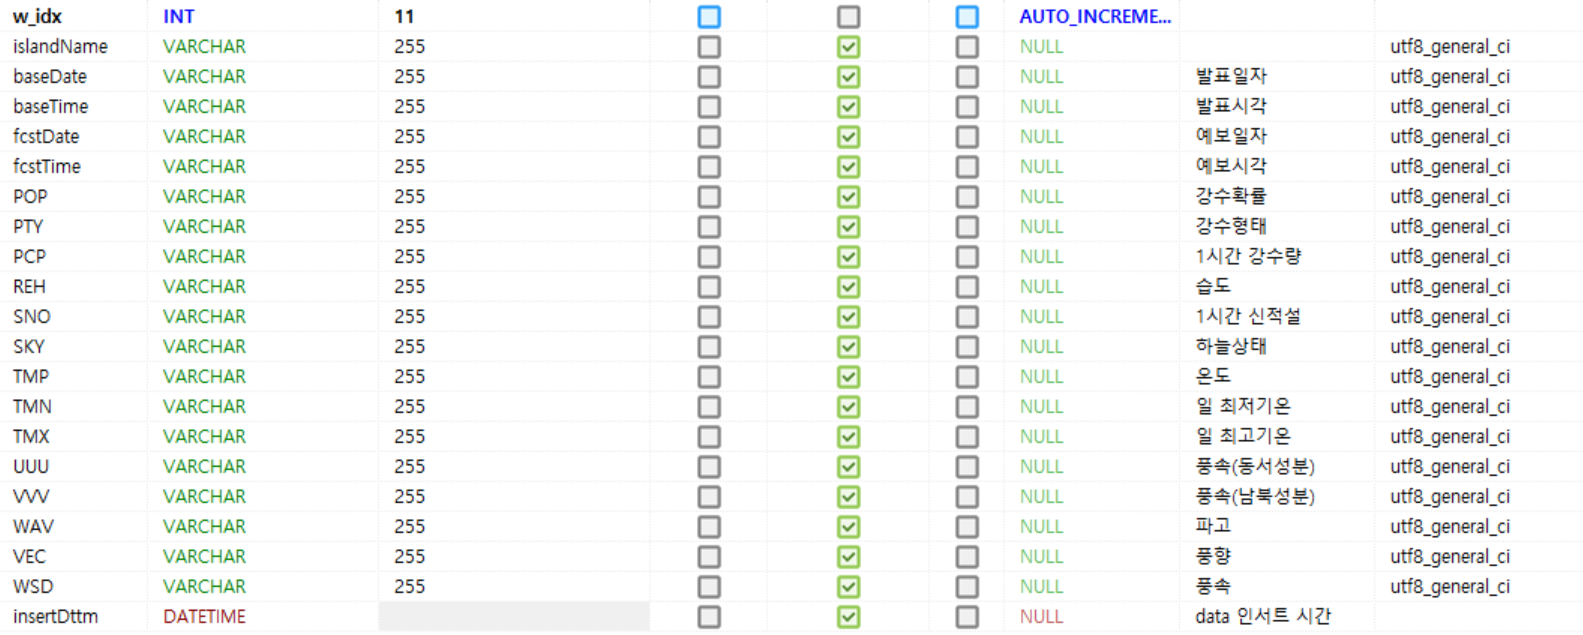 w_idx INT 11 AUTO_INCREME...
islandName VARCHAR 255 NULL utf8_general_ci
baseDate VARCHAR 255 NULL 발표일자 utf8_general_ci
baseTime VARCHAR 255 NULL 발표시각 utf8_general_ci
fcstDate VARCHAR 255 NULL 예보일자 utf8_general_ci
fcstTime VARCHAR 255 NULL 예보시각 utf8_general_ci
POP VARCHAR 255 NULL 강수확률 utf8_general_ci
PTY VARCHAR 255 NULL 강수형태 utf8_general_ci
PCP VARCHAR 255 NULL 1시간 강수량 utf8_general_ci
REH VARCHAR 255 NULL 습도 utf8_general_ci
SNO VARCHAR 255 NULL 1시간 신적설 utf8_general_ci
SKY VARCHAR 255 NULL 하늘상태 utf8_general_ci
TMP VARCHAR 255 NULL 온도 utf8_general_ci
TMN VARCHAR 255 NULL 일 최저기온 utf8_general_ci
TMX VARCHAR 255 NULL 일 최고기온 utf8_general_ci
UUU VARCHAR 255 NULL 풍속(동서성분) utf8_general_ci
VVV VARCHAR 255 NULL 풍속(남북성분) utf8_general_ci
WAV VARCHAR 255 NULL 파고 utf8_general_ci
VEC VARCHAR 255 NULL 풍향 utf8_general_ci
WSD VARCHAR 255 NULL 풍속 utf8_general_ci
insertDttm DATETIME NULL data 인서트 시간